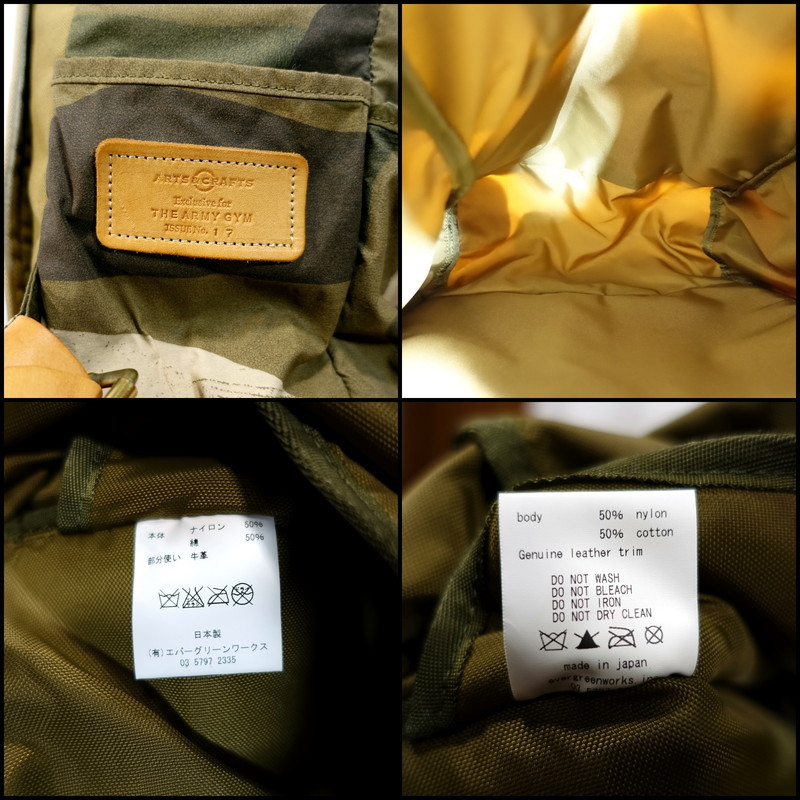 ARTS&CRAFTS
Exclusive for
THE ARMY GYM
ISSUE No. 1 7
本体 ナイロン 50%
綿 50%
部分使い 牛革
日本製
(有)エバーグリーンワークス
03 5797 2335
body 50% nylon
50% cotton
Genuine leather trim
DO NOT WASH
DO NOT BLEACH
DO NOT IRON
DO NOT DRY CLEAN
made in japan
evergreenworks